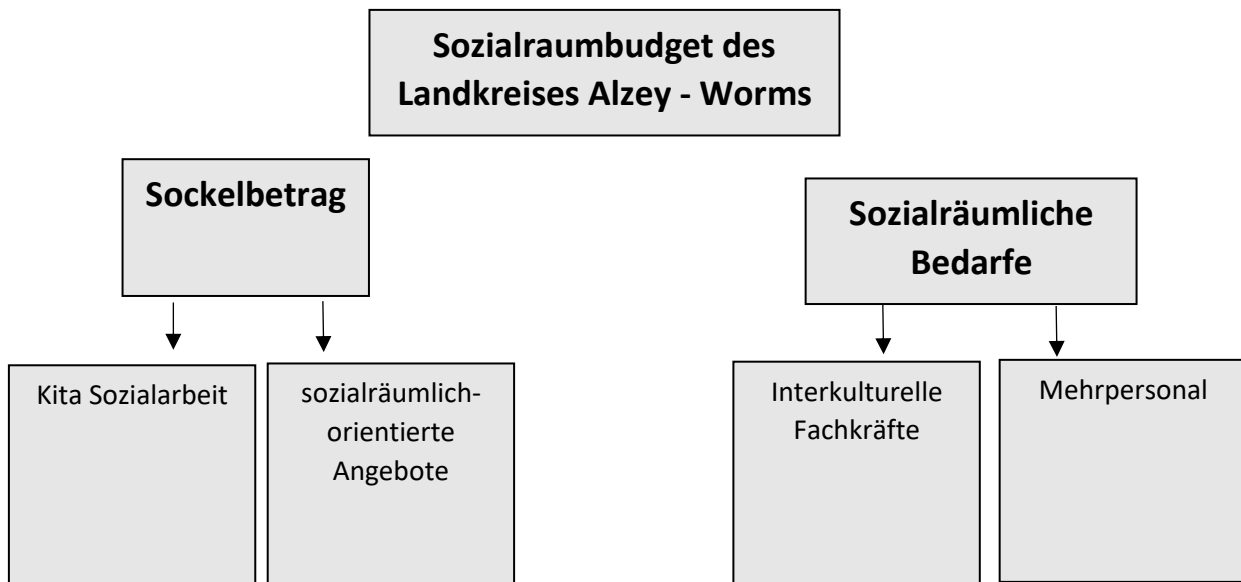 Sozialraumbudget des
Landkreises Alzey - Worms
Sockelbetrag
Sozialräumliche
Bedarfe
Kita Sozialarbeit
sozialräumlich-
orientierte
Angebote
Interkulturelle
Fachkräfte
Mehrpersonal